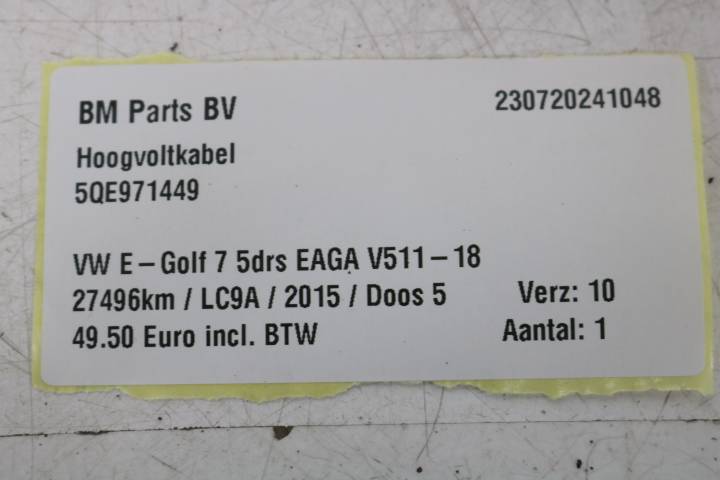 BM Parts BV 230720241048
Hoogvoltkabel
5QE971449
VW E-Golf 7 5drs EAGA V511-18
27496km / LC9A / 2015 / Doos 5 Verz: 10
49.50 Euro incl. BTW Aantal: 1